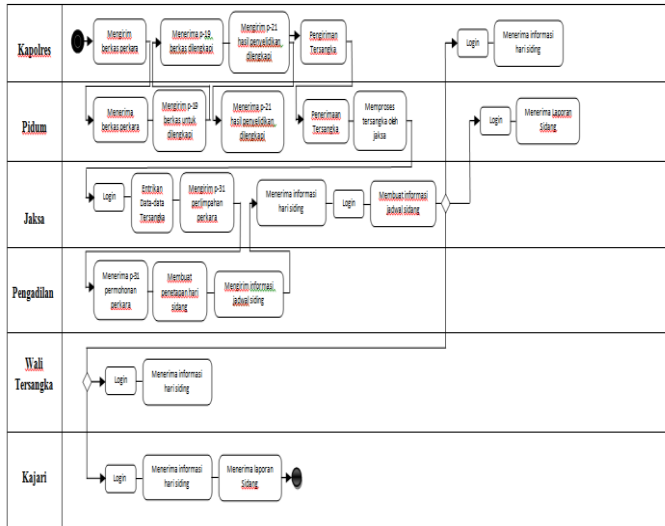 Kapolres
Mengirim
berkas perkara
Menerima p-19
berkas dilengkapi
Mengirim p-21
hasil penyelidikan
dilengkapi
Pengiriman
Tersangka
Login
Menerima informasi
hari siding
Pidum
Menerima
berkas perkara
Mengirim p-19
berkas untuk
dilengkapi
Menerima p-21
hasil penyelidikan
dilengkapi
Penerimaan
Tersangka
Memproses
tersangka oleh
jaksa
Login
Menerima Laporan
Sidang
Jaksa
Login
Entrikan
Data-data
Tersangka
Mengirim p-31
perlimpahan
perkara
Menerima informasi
hari siding
Login
Membuat informasi
jadwal sidang
Pengadilan
Menerima p-31
permohonan
perkara
Membuat
penetapan hari
sidang
Mengirim informasi
jadwal siding
Wali
Tersangka
Login
Menerima informasi
hari siding
Kajari
Login
Menerima informasi
hari siding
Menerima laporan
Sidang